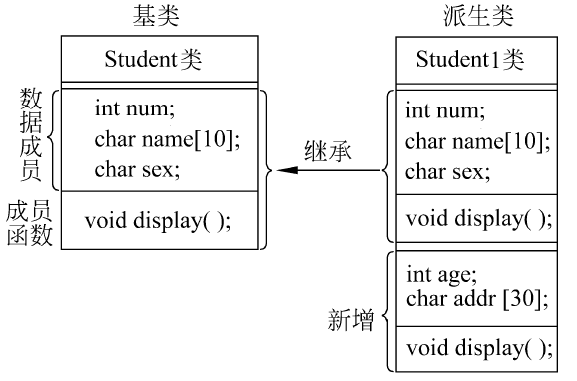 基类
Student类
数据成员
int num;
char name[10];
char sex;
成员
函数
void display( );
继承
派生类
Student1类
int num;
char name[10];
char sex;
void display( );
新增
int age;
char addr [30];
void display( );